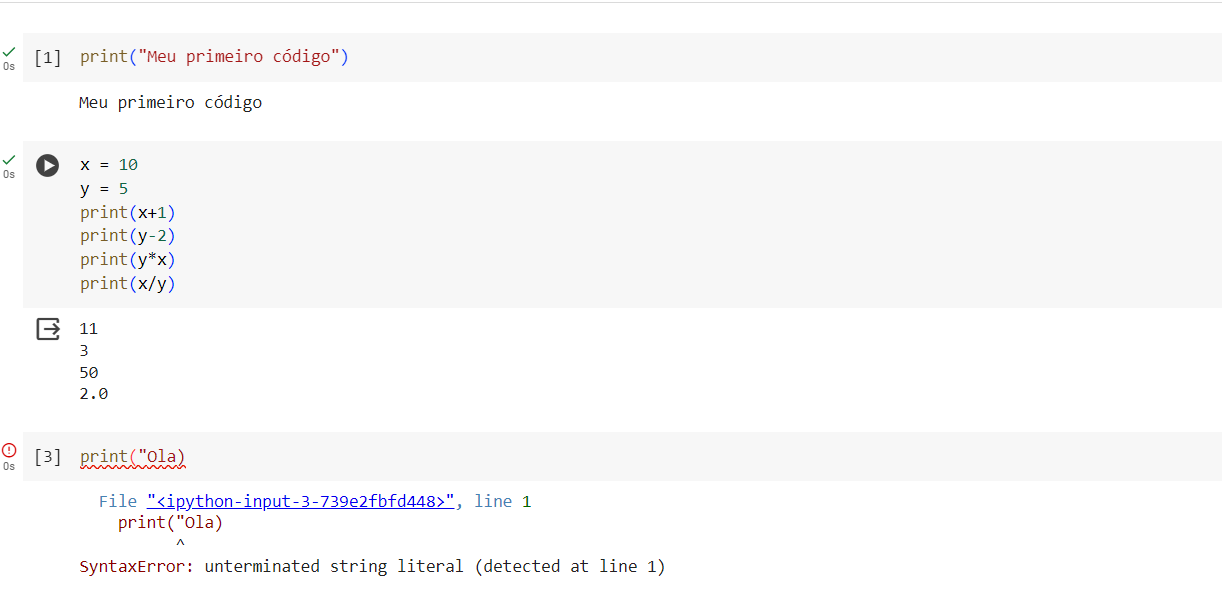 0s
[1] print("Meu primeiro código")
Meu primeiro código
0s
x = 10
y = 5
print(x+1)
print(y-2)
print(y*x)
print(x/y)
11
3
50
2.0
0s
[3] print("Ola)
File "<ipython-input-3-739e2fbfd448>", line 1
print("Ola)
^
SyntaxError: unterminated string literal (detected at line 1)